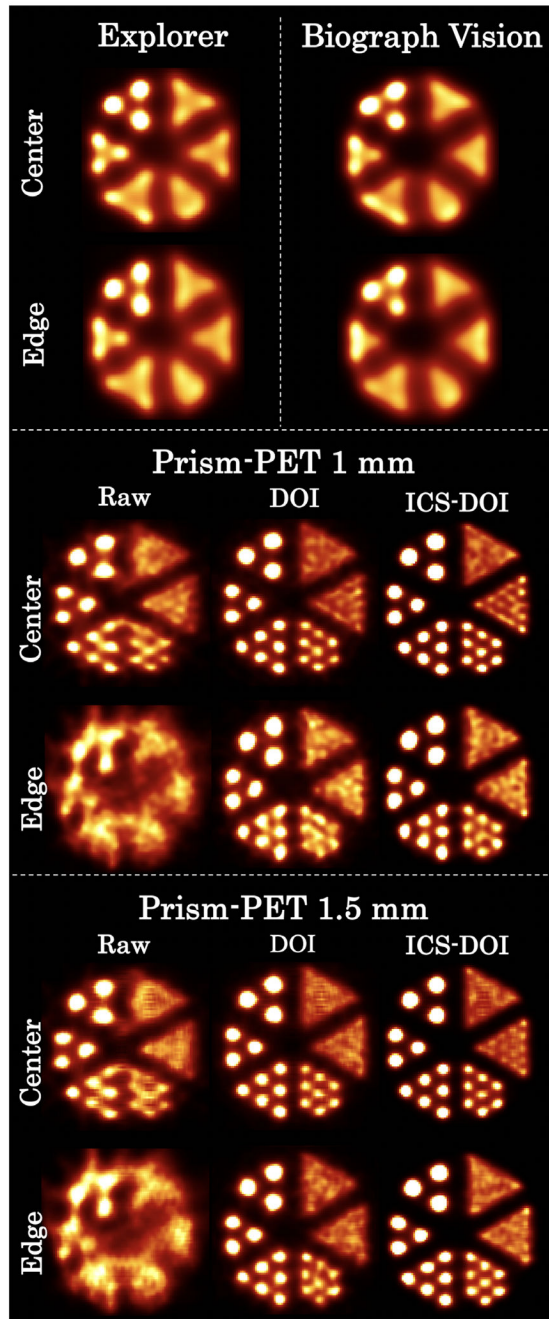 Explorer Biograph Vision
Center
Edge
Prism-PET 1 mm
Raw DOI ICS-DOI
Center
Edge
Prism-PET 1.5 mm
Raw DOI ICS-DOI
Center
Edge